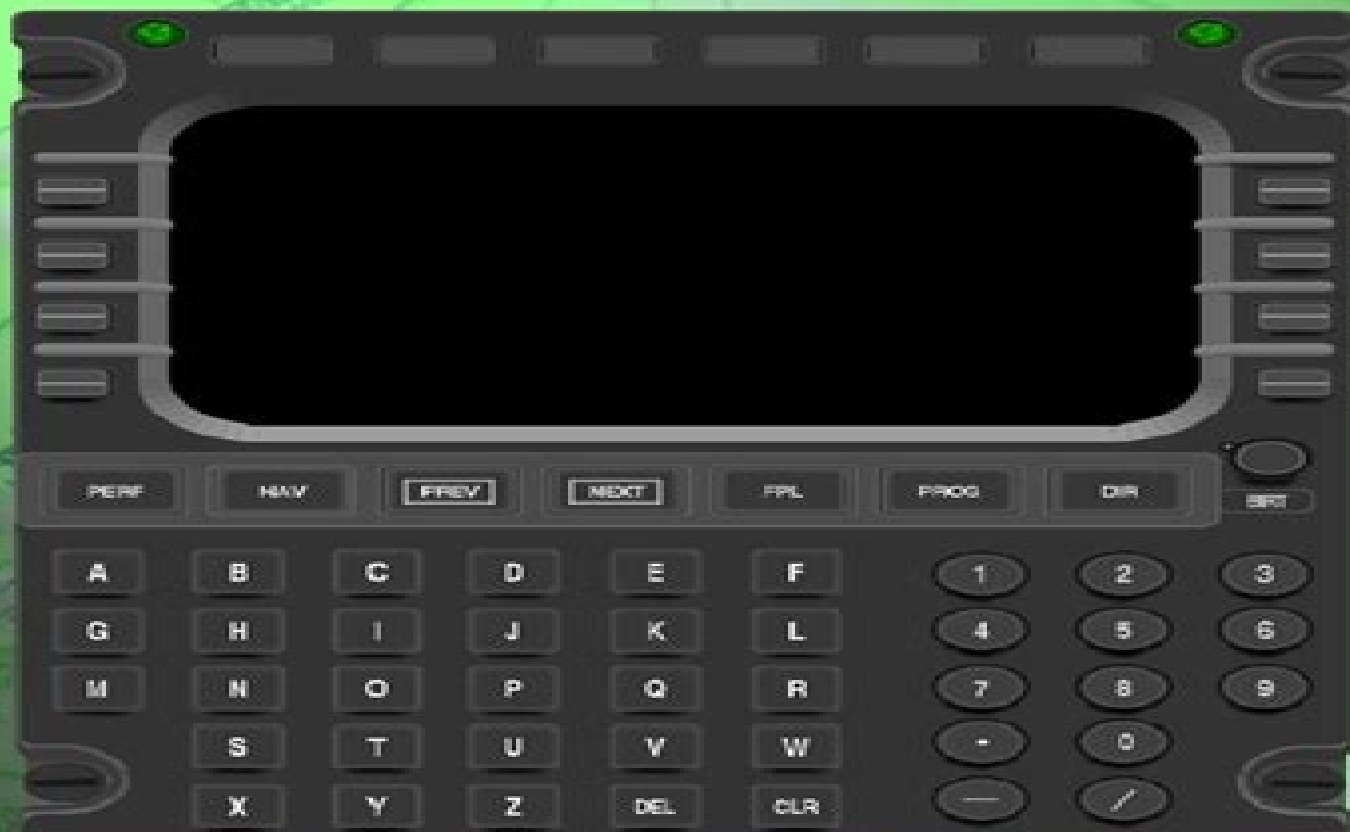 PERF NAV PREV NEXT FPL PROG DIR
BRT
A B C D E F 1 2 3
G H I J K L 4 5 6
M N O P Q R 7 8 9
S T U V W - 0
X Y Z DEL CLR — /